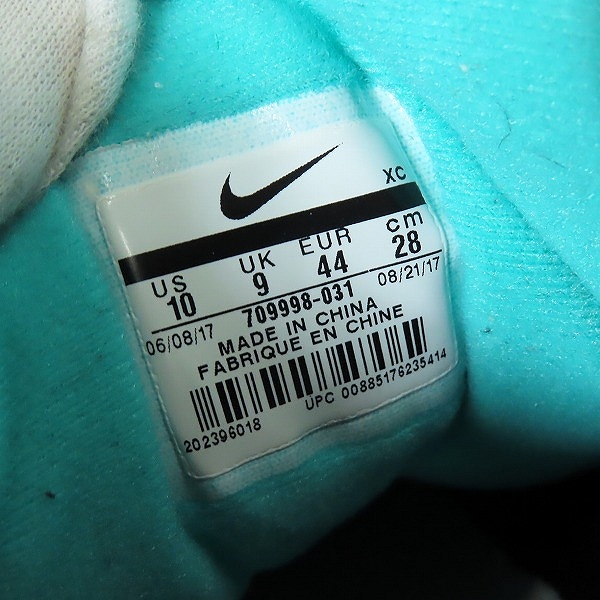 XC
US UK EUR cm
10 9 44 28
06/08/17 709998-031 08/21/17
MADE IN CHINA
FABRIQUE EN CHINE
202396018 UPC 00885176235414